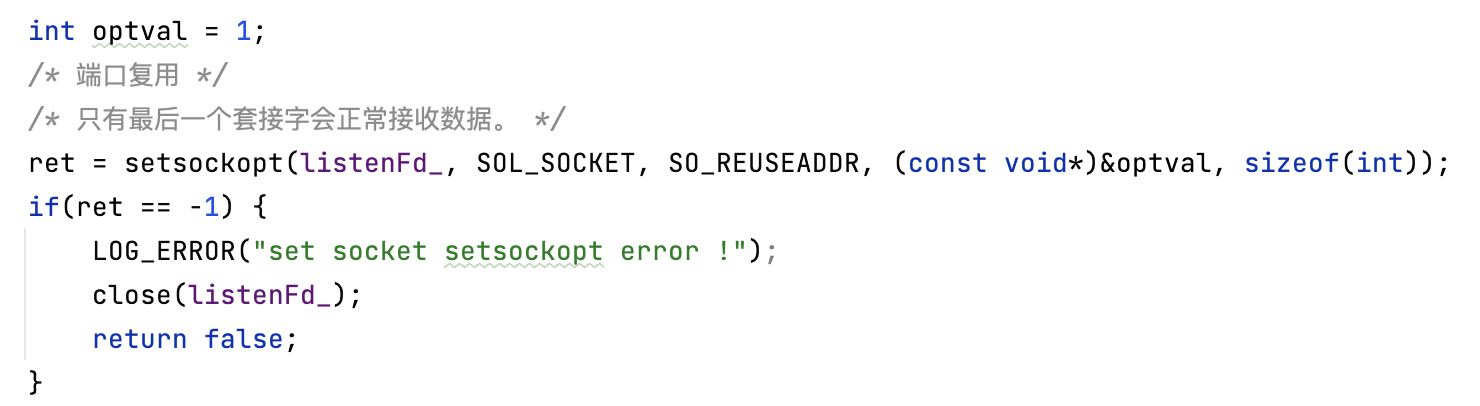 int optval = 1;
/* 端口复用 */
/* 只有最后一个套接字会正常接收数据。 */
ret = setsockopt(listenFd_, SOL_SOCKET, SO_REUSEADDR, (const void*)&optval, sizeof(int));
if(ret == -1) {
    LOG_ERROR("set socket setsockopt error !");
    close(listenFd_);
    return false;
}